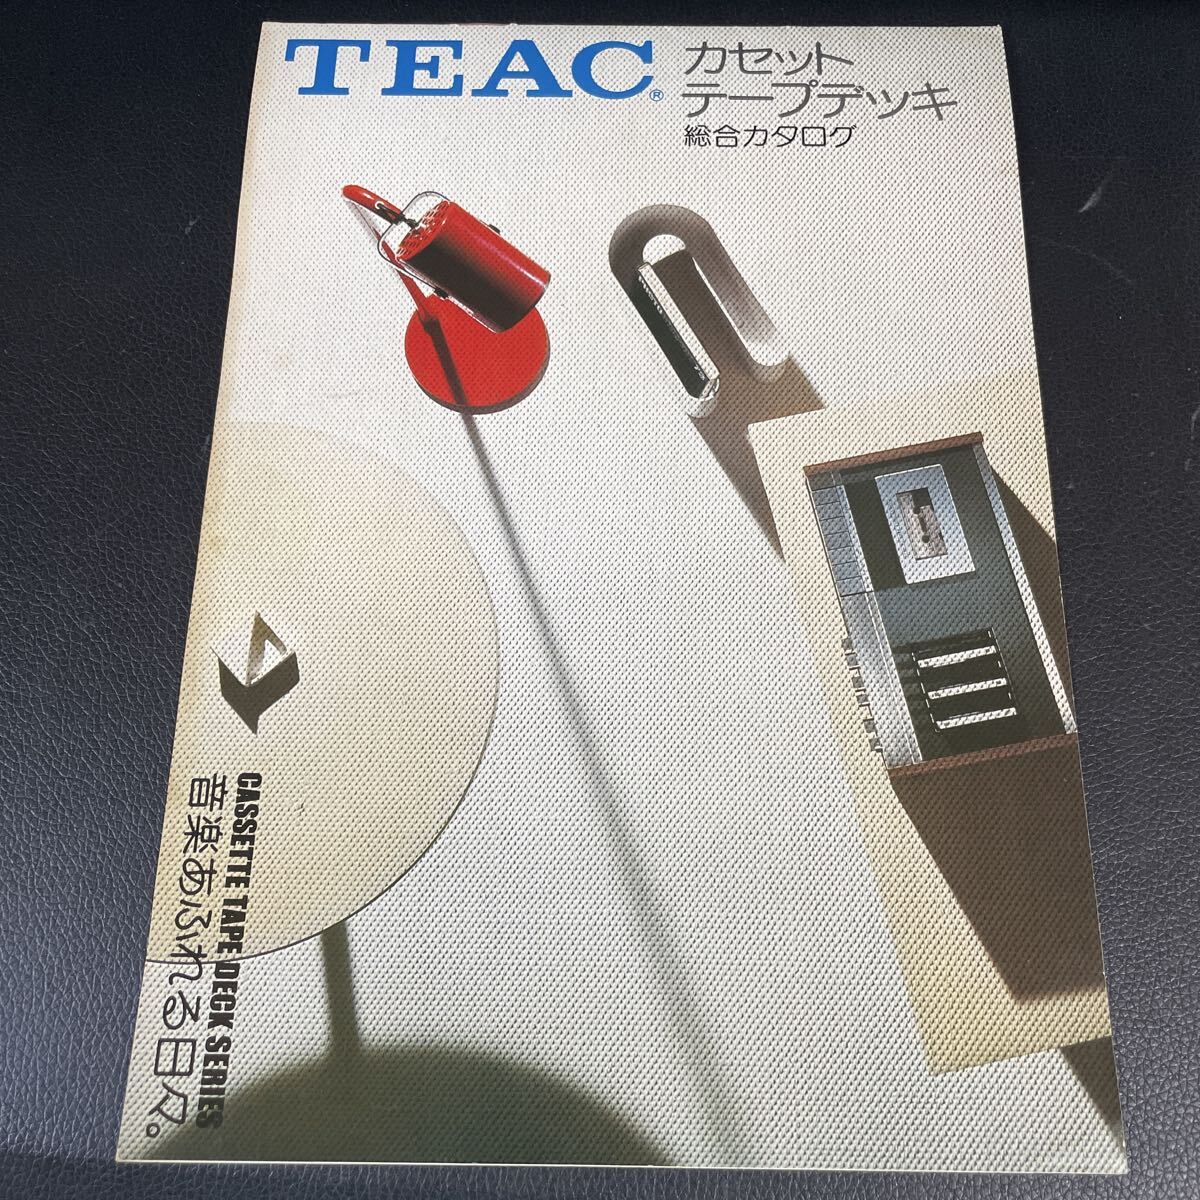 TEAC®
カセット
テープデッキ
総合カタログ
CASSETTE TAPE DECK SERIES
音楽あふれる日々。